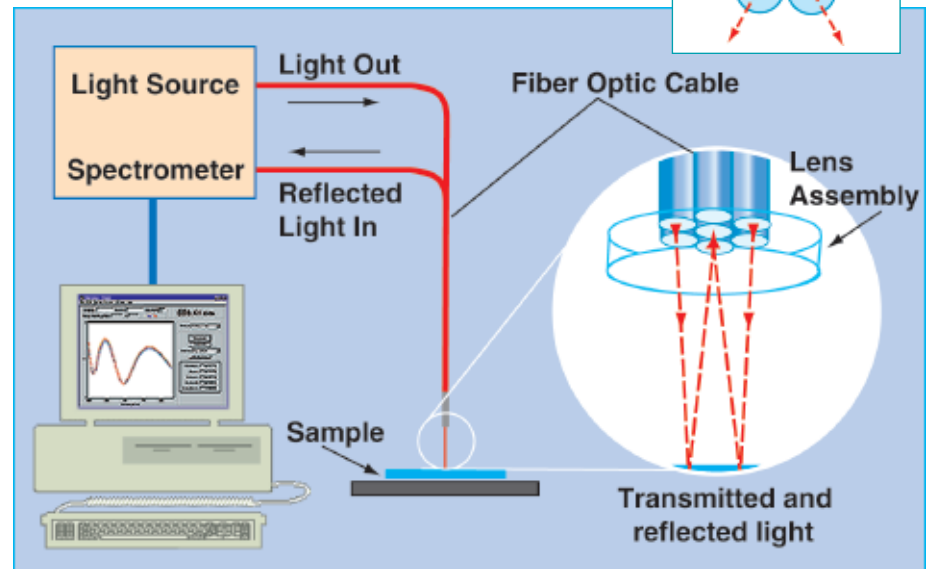 Light Out
Light Source
Fiber Optic Cable
Lens
Assembly
Spectrometer
Reflected
Light In
Sample
Transmitted and
reflected light